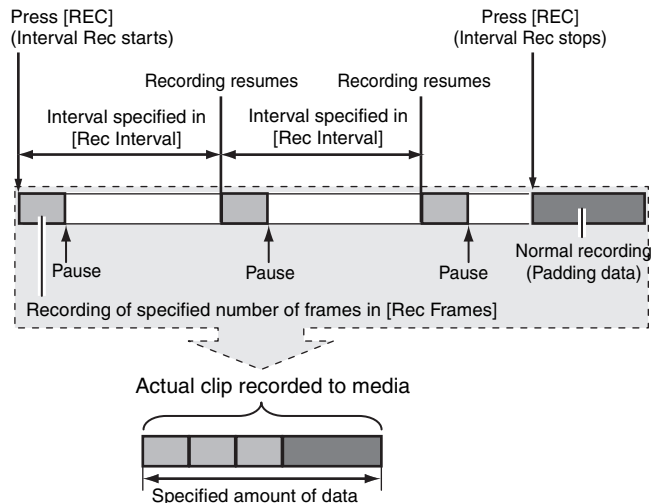 Press [REC]
(Interval Rec starts)
Press [REC]
(Interval Rec stops)
Recording resumes
Recording resumes
Interval specified in
[Rec Interval]
Interval specified in
[Rec Interval]
Pause
Pause
Pause
Normal recording
(Padding data)
Recording of specified number of frames in [Rec Frames]
Actual clip recorded to media
Specified amount of data